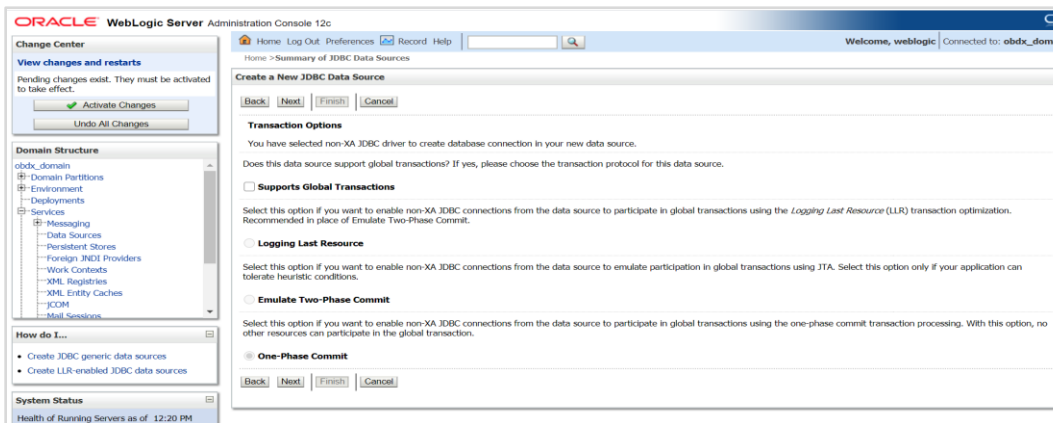 ORACLE WebLogic Server Administration Console 12c
Change Center
View changes and restarts
Pending changes exist. They must be activated
to take effect.
Activate Changes
Undo All Changes
Domain Structure
obdx_domain
Domain Partitions
Environment
Deployments
Services
Messaging
Data Sources
Persistent Stores
Foreign JNDI Providers
Work Contexts
XML Registries
XML Entity Caches
jCOM
Mail Sessions
How do I...
Create JDBC generic data sources
Create LLR-enabled JDBC data sources
System Status
Health of Running Servers as of 12:20 PM
Home Log Out Preferences Record Help
Welcome, weblogic Connected to: obdx_dom
Home >Summary of JDBC Data Sources
Create a New JDBC Data Source
Back Next Finish Cancel
Transaction Options
You have selected non-XA JDBC driver to create database connection in your new data source.
Does this data source support global transactions? If yes, please choose the transaction protocol for this data source.
Supports Global Transactions
Select this option if you want to enable non-XA JDBC connections from the data source to participate in global transactions using the Logging Last Resource (LLR) transaction optimization.
Recommended in place of Emulate Two-Phase Commit.
Logging Last Resource
Select this option if you want to enable non-XA JDBC connections from the data source to emulate participation in global transactions using JTA. Select this option only if your application can
tolerate heuristic conditions.
Emulate Two-Phase Commit
Select this option if you want to enable non-XA JDBC connections from the data source to participate in global transactions using the one-phase commit transaction processing. With this option, no
other resources can participate in the global transaction.
One-Phase Commit
Back Next Finish Cancel